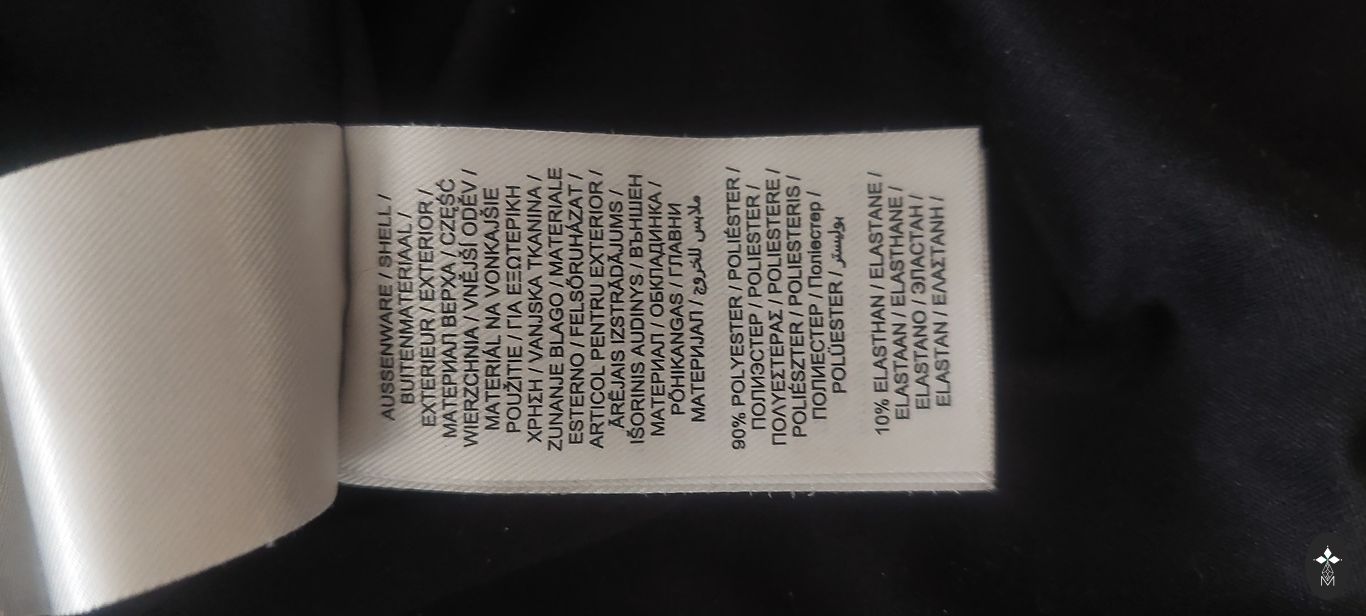 AUSSENWARE / SHELL /
BUITENMATERIAAL /
EXTÉRIEUR / EXTERIOR /
МАТЕРИАЛ ВЕРХА / CZĘŚĆ
WIERZCHNIA / VNĚJŠÍ ODĚV /
MATERIÁL NA VONKAJŠIE
POUŽITIE / ΓΙΑ ΕΞΩΤΕΡΙΚΗ
ΧΡΗΣΗ / VANJSKA TKANINA /
ZUNANJE BLAGO / MATERIALE
ESTERNO / FELSŐRUHÁZAT /
ARTICOL PENTRU EXTERIOR /
ĀRĒJAIS IZSTRĀDĀJUMS /
IŠORINIS AUDINYS / ВЪНШЕН
МАТЕРИАЛ / ОБКЛАДИНКА /
PÕHIKANGAS / ГЛАВНИ
МАТЕРИЈАЛ / ملابس للخروج
90% POLYESTER / POLIÉSTER /
ПОЛИЭСТЕР / POLIESTER /
ΠΟΛΥΕΣΤΕΡΑΣ / POLIESTERE /
POLIÉSZTER / POLIESTERIS /
ПОЛИЕСТЕР / Поліестер /
POLÜESTER / بوليستر
10% ELASTHAN / ELASTANE /
ELASTAAN / ELASTHANE /
ELASTANO / ЭЛАСТАН /
ELASTAN / ΕΛΑΣΤΑΝΗ /
M